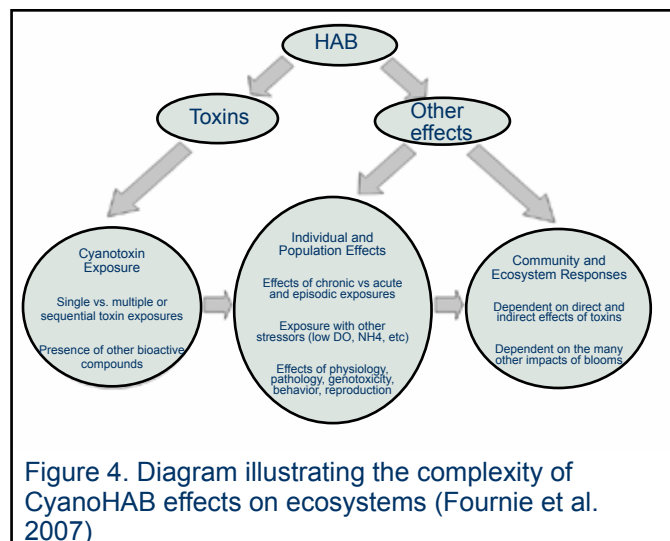 HAB
Toxins
Other
effects
Cyanotoxin
Exposure
Single vs. multiple or
sequential toxin exposures
Presence of other bioactive
compounds
Individual and
Population Effects
Effects of chronic vs acute
and episodic exposures
Exposure with other
stressors (low DO, NH4, etc)
Effects of physiology,
pathology, genotoxicity,
behavior, reproduction
Community and
Ecosystem Responses
Dependent on direct and
indirect effects of toxins
Dependent on the many
other impacts of blooms
Figure 4. Diagram illustrating the complexity of
CyanoHAB effects on ecosystems (Fournie et al.
2007)